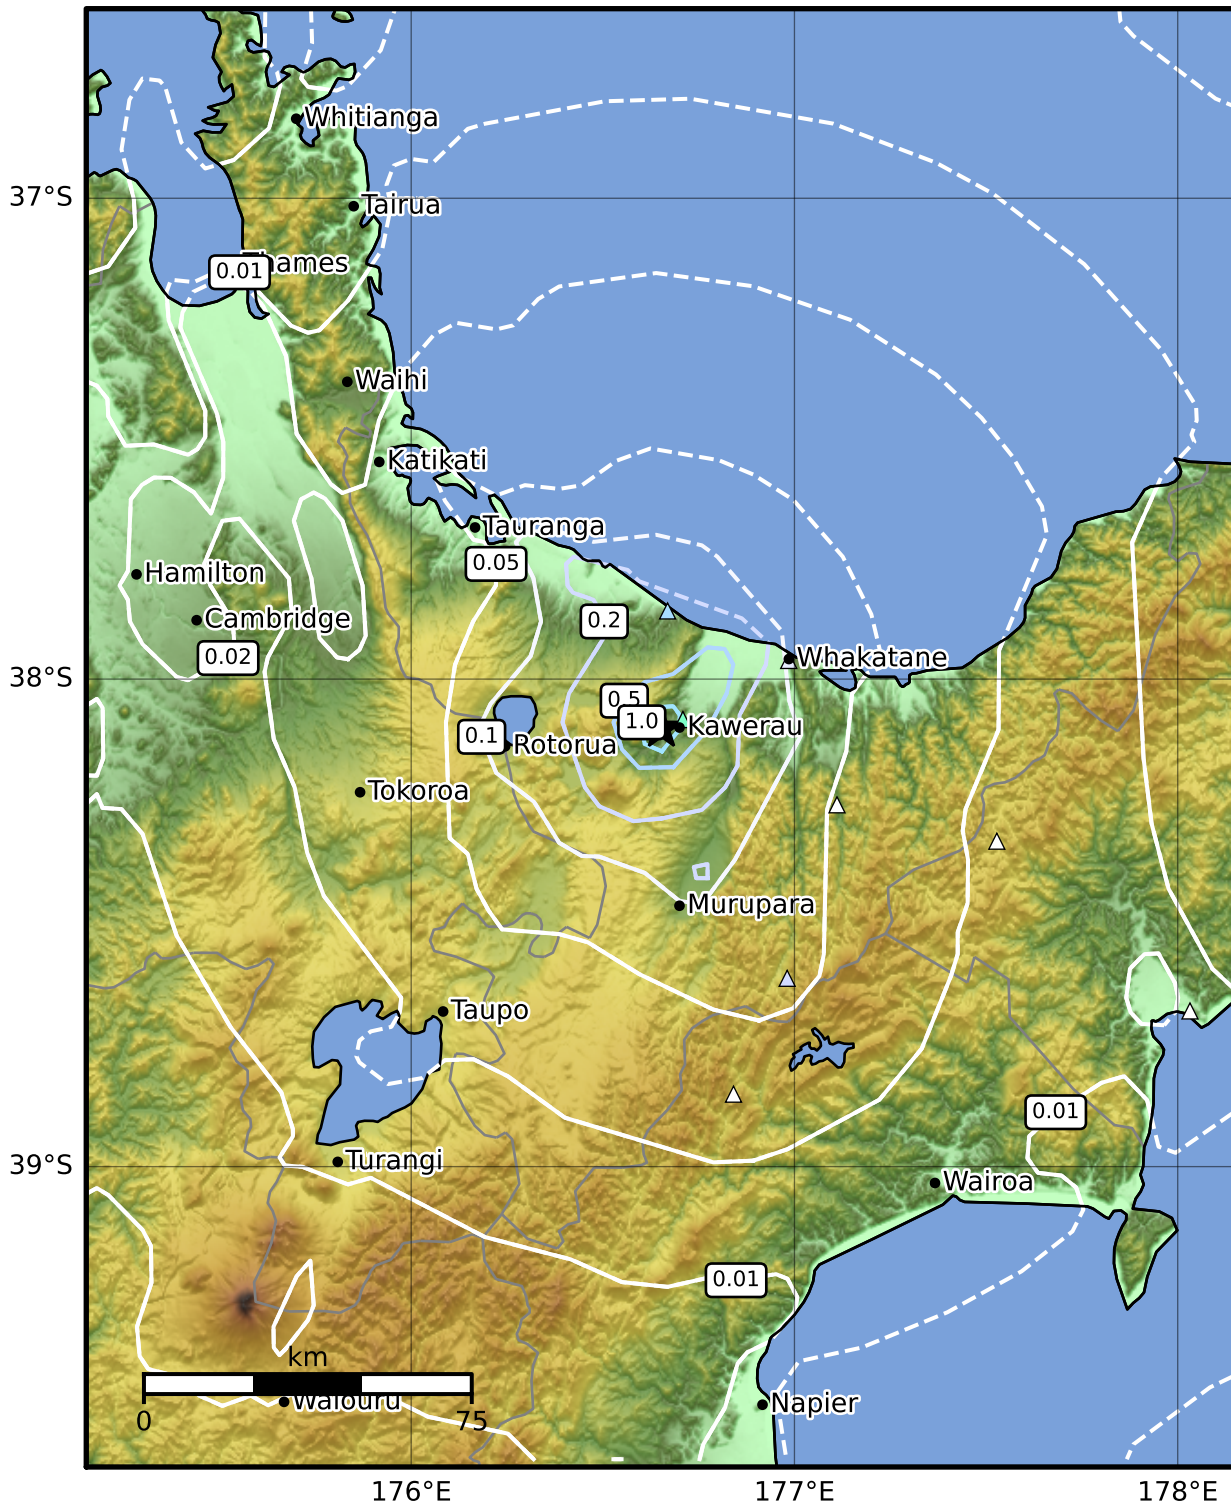 Whitianga
37°S
Tairua
Thames
0.01
Waihi
Katikati
Tauranga
0.05
Hamilton
Cambridge
0.2
0.02
Whakatane
38°S
0.5
1.0
Kawerau
0.1
Rotorua
Tokoroa
Murupara
Taupo
0.01
39°S
Turangi
Wairoa
0.01
km
Waiouru
Napier
0
75
176°E
177°E
178°E